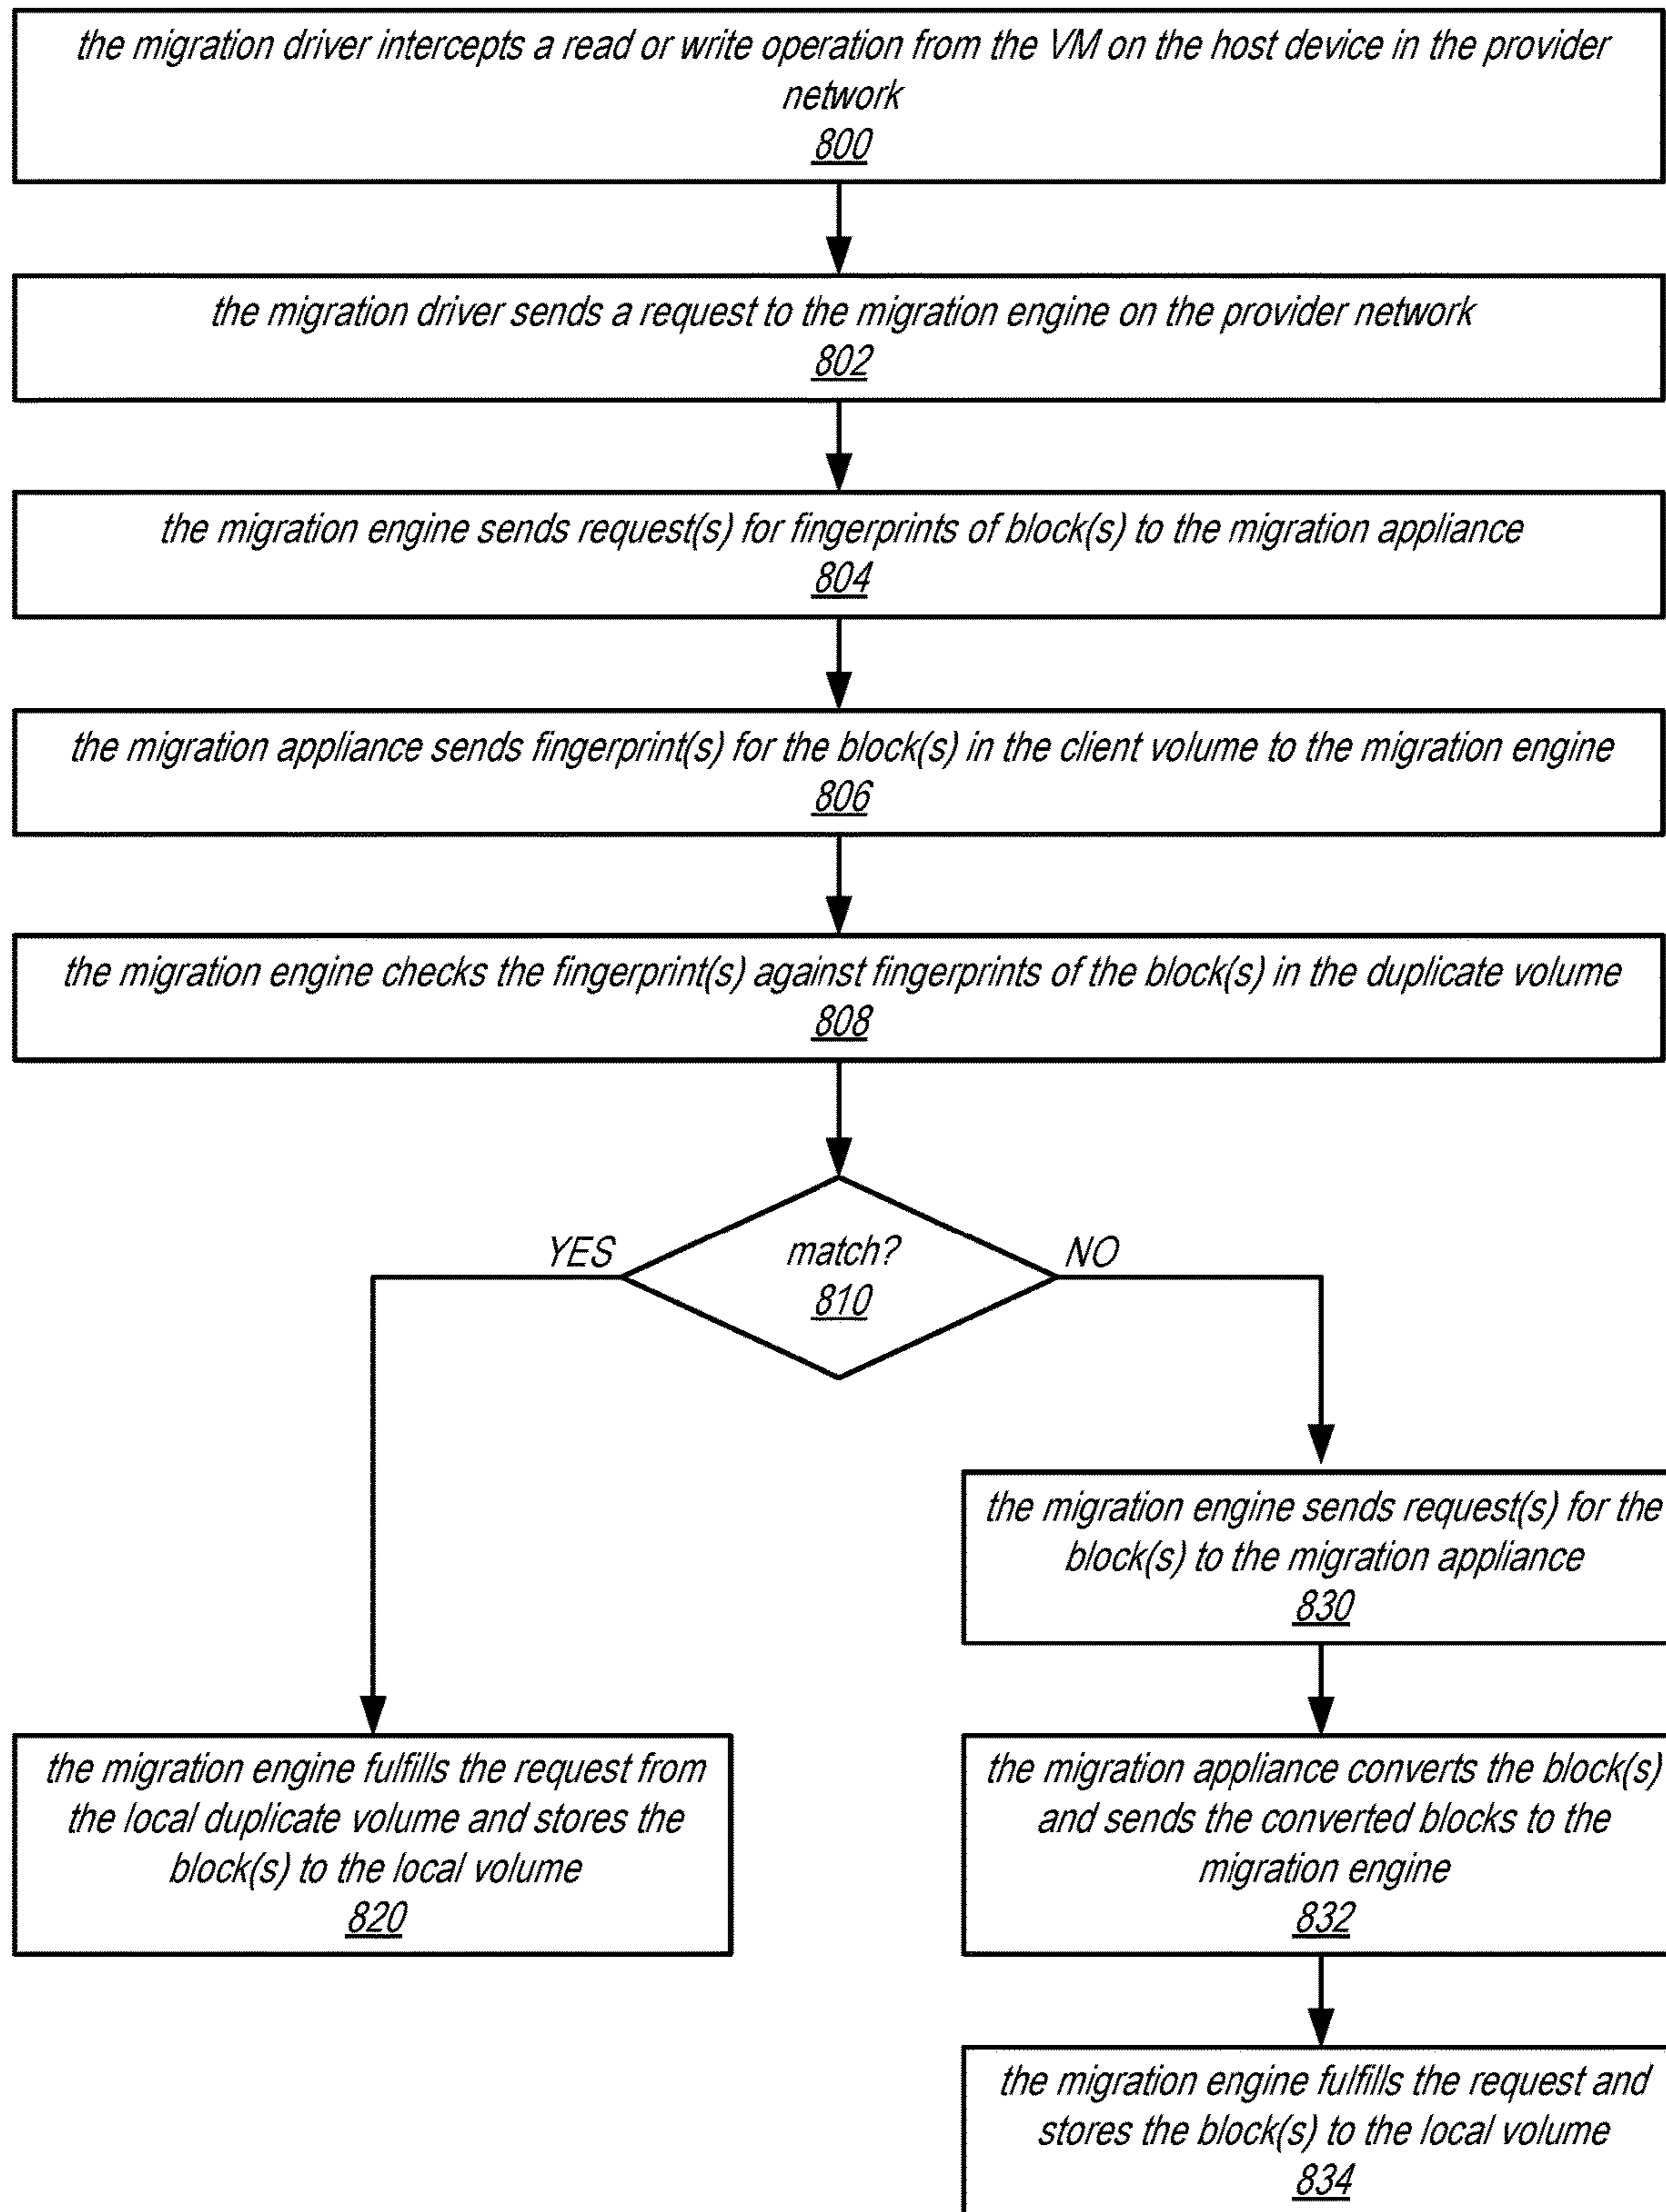 the migration driver intercepts a read or write operation from the VM on the host device in the provider
network
800
the migration driver sends a request to the migration engine on the provider network
802
the migration engine sends request(s) for fingerprints of block(s) to the migration appliance
804
the migration appliance sends fingerprint(s) for the block(s) in the client volume to the migration engine
806
the migration engine checks the fingerprint(s) against fingerprints of the block(s) in the duplicate volume
808
YES
match?
NO
810
the migration engine sends request(s) for the
block(s) to the migration appliance
830
the migration engine fulfills the request from
the local duplicate volume and stores the
block(s) to the local volume
820
the migration appliance converts the block(s)
and sends the converted blocks to the
migration engine
832
the migration engine fulfills the request and
stores the block(s) to the local volume
834